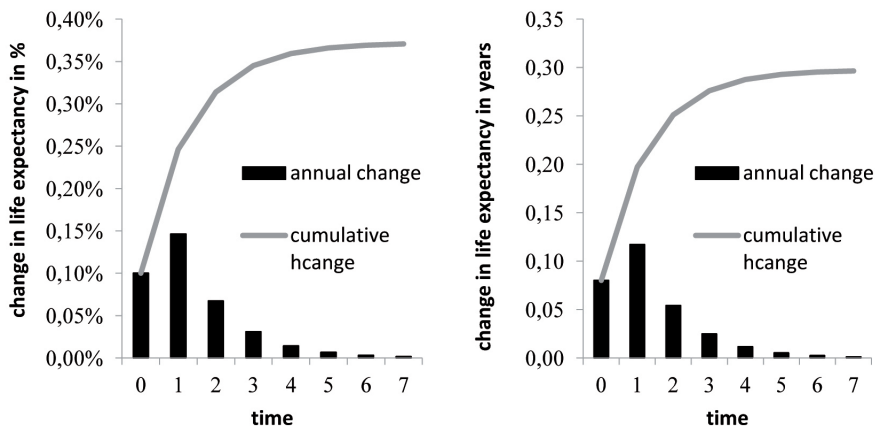 change in life expectancy in %
0,40%
0,35%
0,30%
0,25%
0,20%
0,15%
0,10%
0,05%
0,00%
annual change
cumulative
hcange
0 1 2 3 4 5 6 7
time
change in life expectancy in years
0,35
0,30
0,25
0,20
0,15
0,10
0,05
0,00
annual change
cumulative
hcange
0 1 2 3 4 5 6 7
time